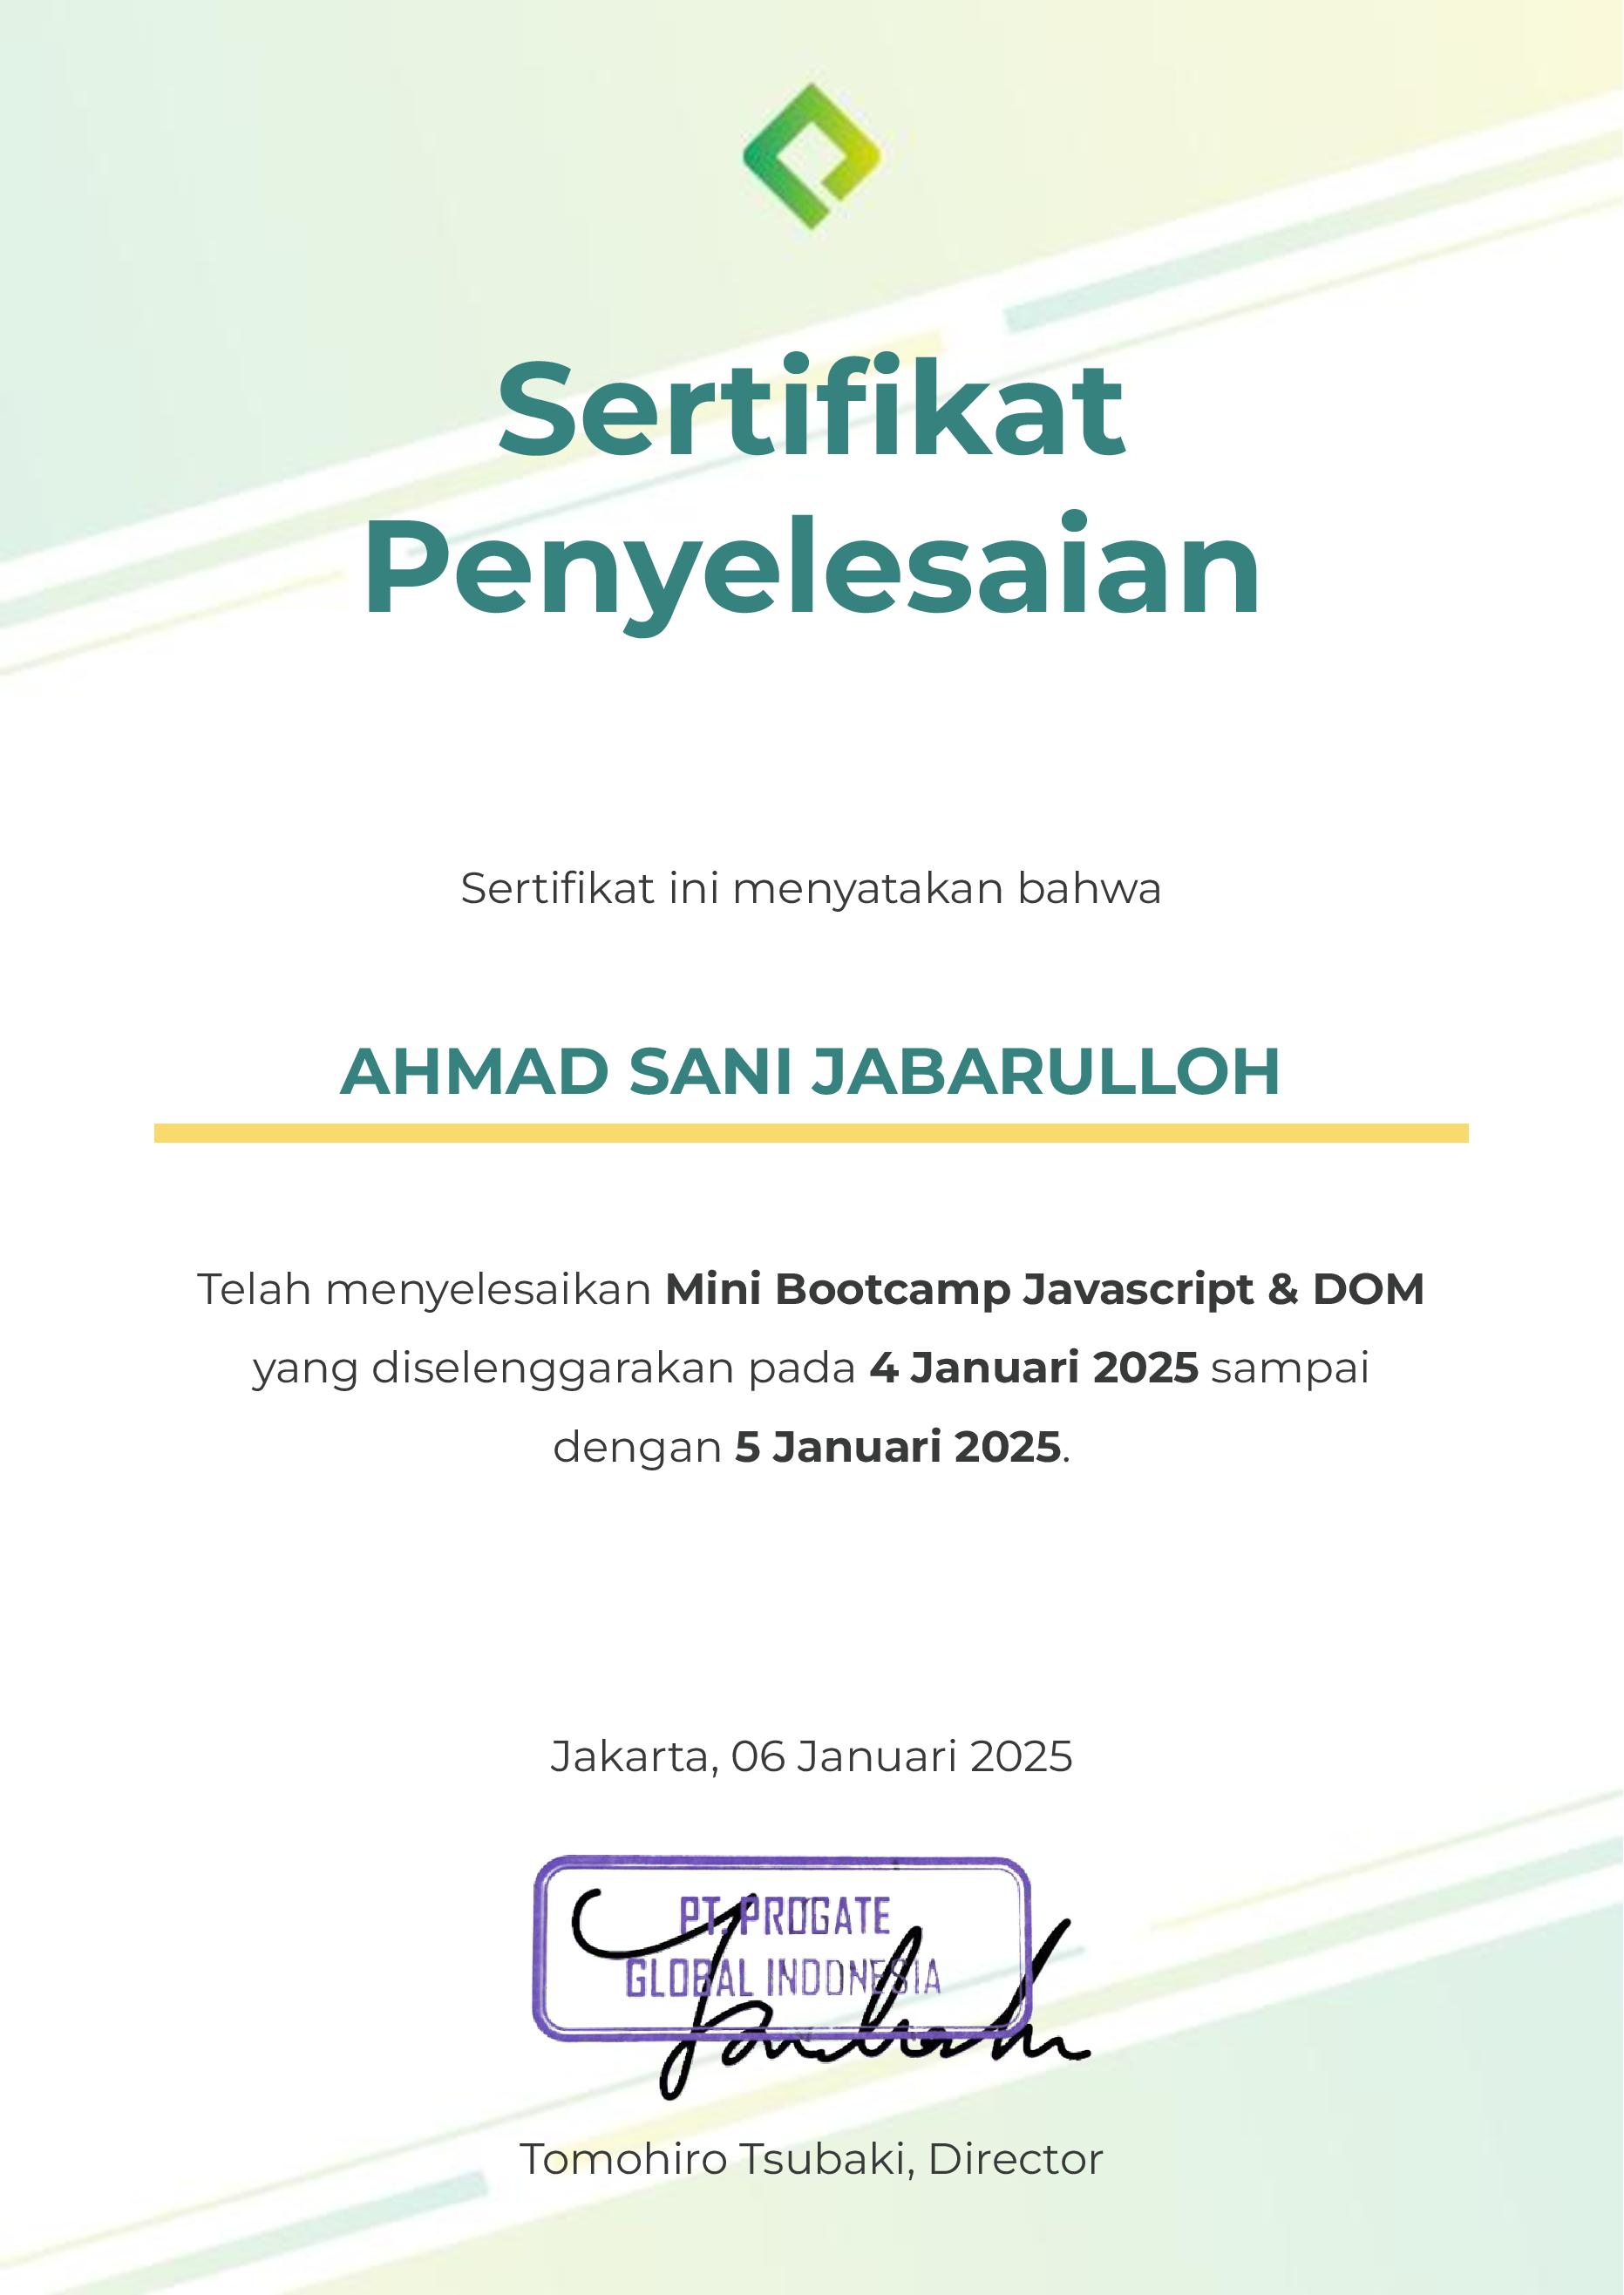 Sertifikat
Penyelesaian
Sertifikat ini menyatakan bahwa
AHMAD SANI JABARULLOH
Telah menyelesaikan Mini Bootcamp Javascript & DOM
yang diselenggarakan pada 4 Januari 2025 sampai
dengan 5 Januari 2025.
Jakarta, 06 Januari 2025
PT. PROGATE
GLOBAL INDONESIA
Tomohiro Tsubaki, Director